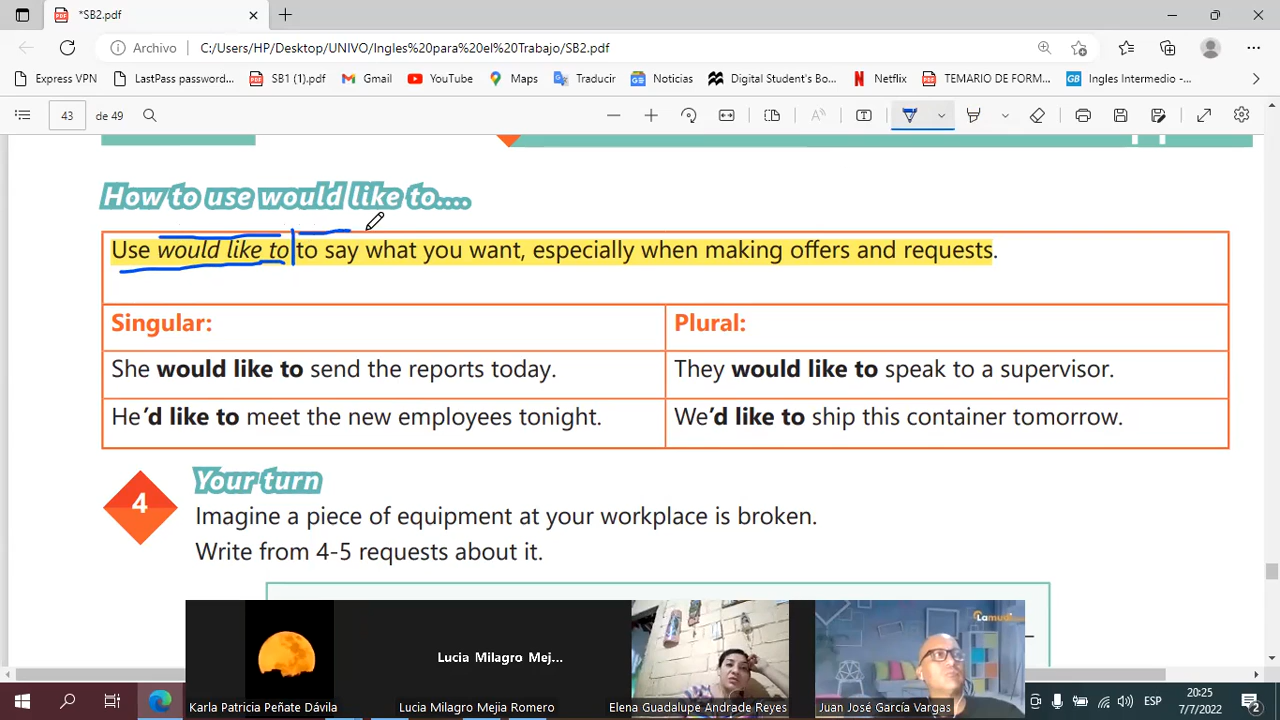 *SB2.pdf
Archivo C:/Users/HP/Desktop/UNIVO/Ingles%20para%20el%20Trabajo/SB2.pdf
Express VPN LastPass password... SB1 (1).pdf Gmail YouTube Maps Traducir Noticias Digital Student's Bo... Netflix TEMARIO DE FORM... Ingles Intermedio -...
43 de 49
How to use would like to....
Use would like to to say what you want, especially when making offers and requests.
Singular: Plural:
She would like to send the reports today. They would like to speak to a supervisor.
He'd like to meet the new employees tonight. We'd like to ship this container tomorrow.
4 Your turn
Imagine a piece of equipment at your workplace is broken.
Write from 4-5 requests about it.
Lamudi
Lucia Milagro Mej...
Karla Patricia Peñate Dávila Lucia Milagro Mejia Romero Elena Guadalupe Andrade Reyes Juan José García Vargas
ESP 20:25
7/7/2022 2